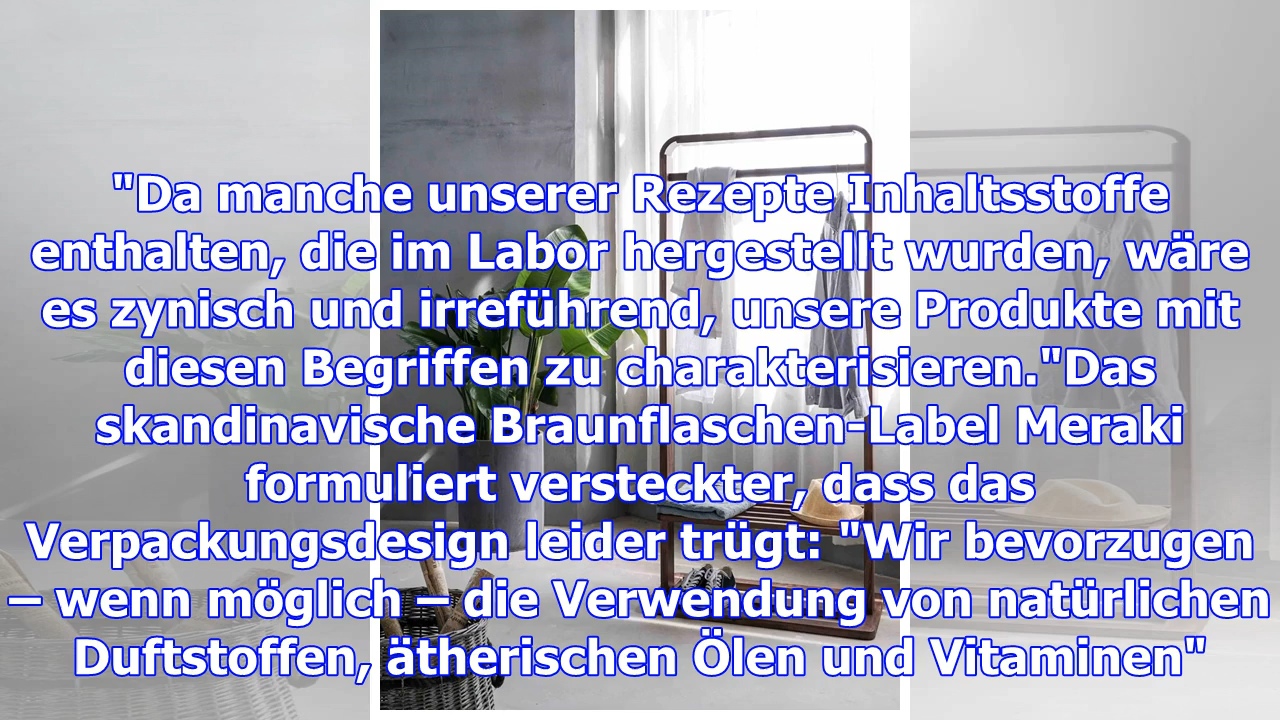 "Da manche unserer Rezepte Inhaltsstoffe
enthalten, die im Labor hergestellt wurden, wäre
es zynisch und irreführend, unsere Produkte mit
diesen Begriffen zu charakterisieren."Das
skandinavische Braunflaschen-Label Meraki
formuliert versteckter, dass das
Verpackungsdesign leider trügt: "Wir bevorzugen
– wenn möglich – die Verwendung von natürlichen
Duftstoffen, ätherischen Ölen und Vitaminen"